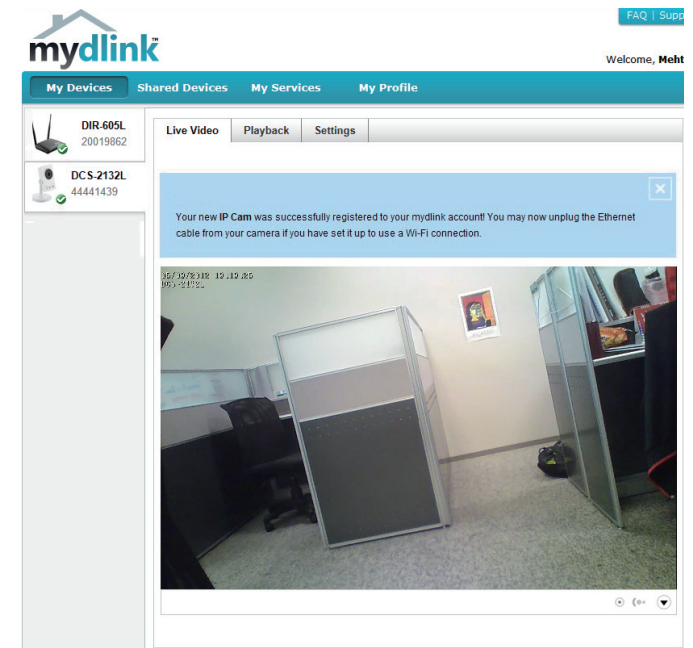 FAQ | Supp
mydlink™
Welcome, Meht
My Devices Shared Devices My Services My Profile
DIR-605L
20019862
DCS-2132L
44441439
Live Video Playback Settings
Your new IP Cam was successfully registered to your mydlink account! You may now unplug the Ethernet
cable from your camera if you have set it up to use a Wi-Fi connection.